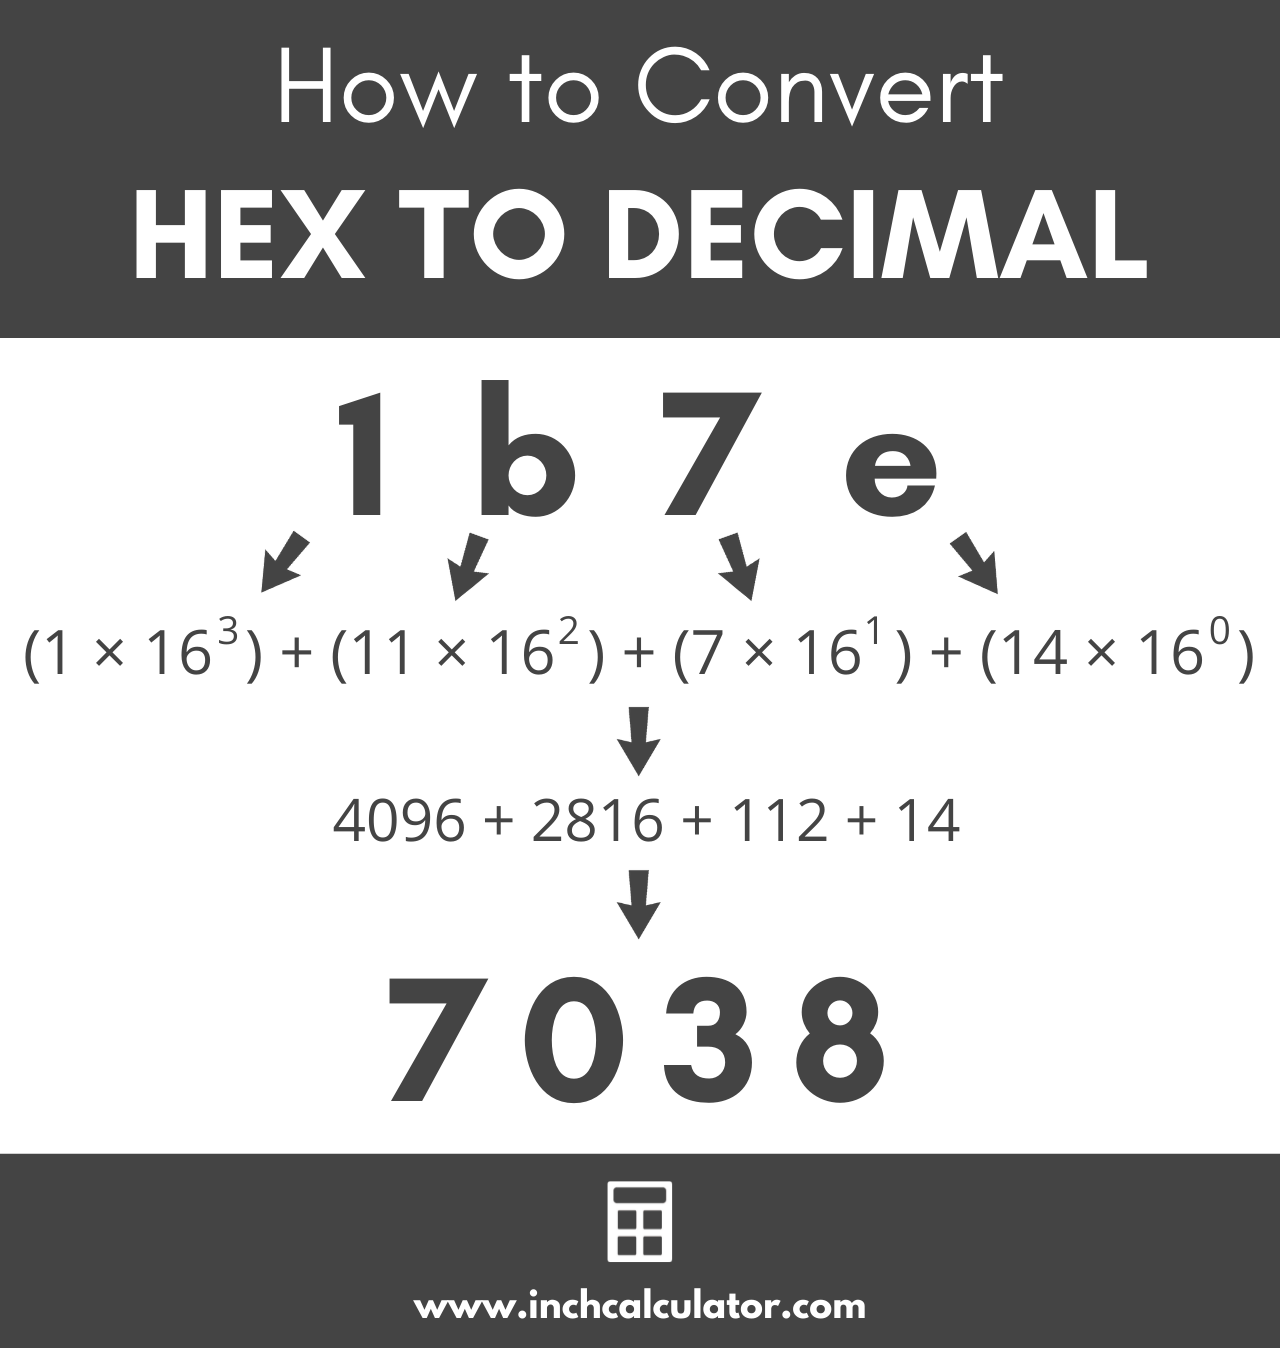 How to Convert
HEX TO DECIMAL
1 b 7 e
(1 × 16³) + (11 × 16²) + (7 × 16¹) + (14 × 16⁰)
4096 + 2816 + 112 + 14
7038
www.inchcalculator.com